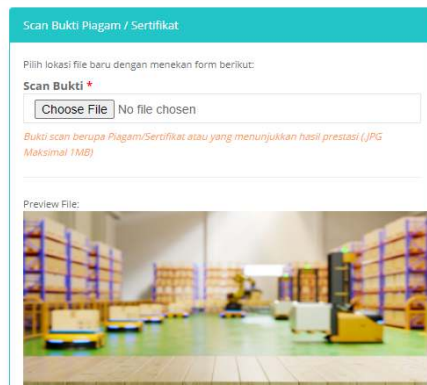 Scan Bukti Piagam / Sertifikat
Pilih lokasi file baru dengan menekan form berikut:
Scan Bukti *
Choose File No file chosen
Bukti scan berupa Piagam/Sertifikat atau yang menunjukkan hasil prestasi (.JPG
Maksimal 1MB)
Preview File: